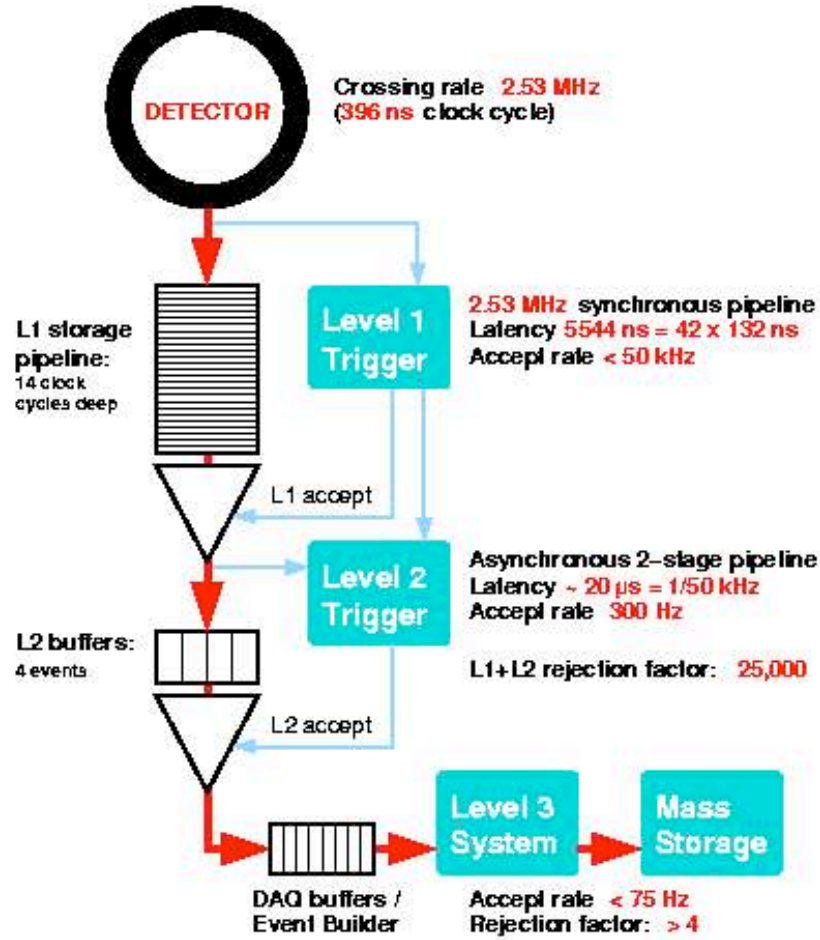 DETECTOR
Crossing rate 2.53 MHz
(396 ns clock cycle)
L1 storage
pipeline:
14 clock
cycles deep
Level 1
Trigger
2.53 MHz synchronous pipeline
Latency 5544 ns = 42 x 132 ns
Accept rate < 50 kHz
L1 accept
Level 2
Trigger
Asynchronous 2-stage pipeline
Latency ~ 20 µs = 1/50 kHz
Accept rate 300 Hz
L2 buffers:
4 events
L1+L2 rejection factor: 25,000
L2 accept
Level 3
System
Mass
Storage
DAQ buffers /
Event Builder
Accept rate < 75 Hz
Rejection factor: > 4